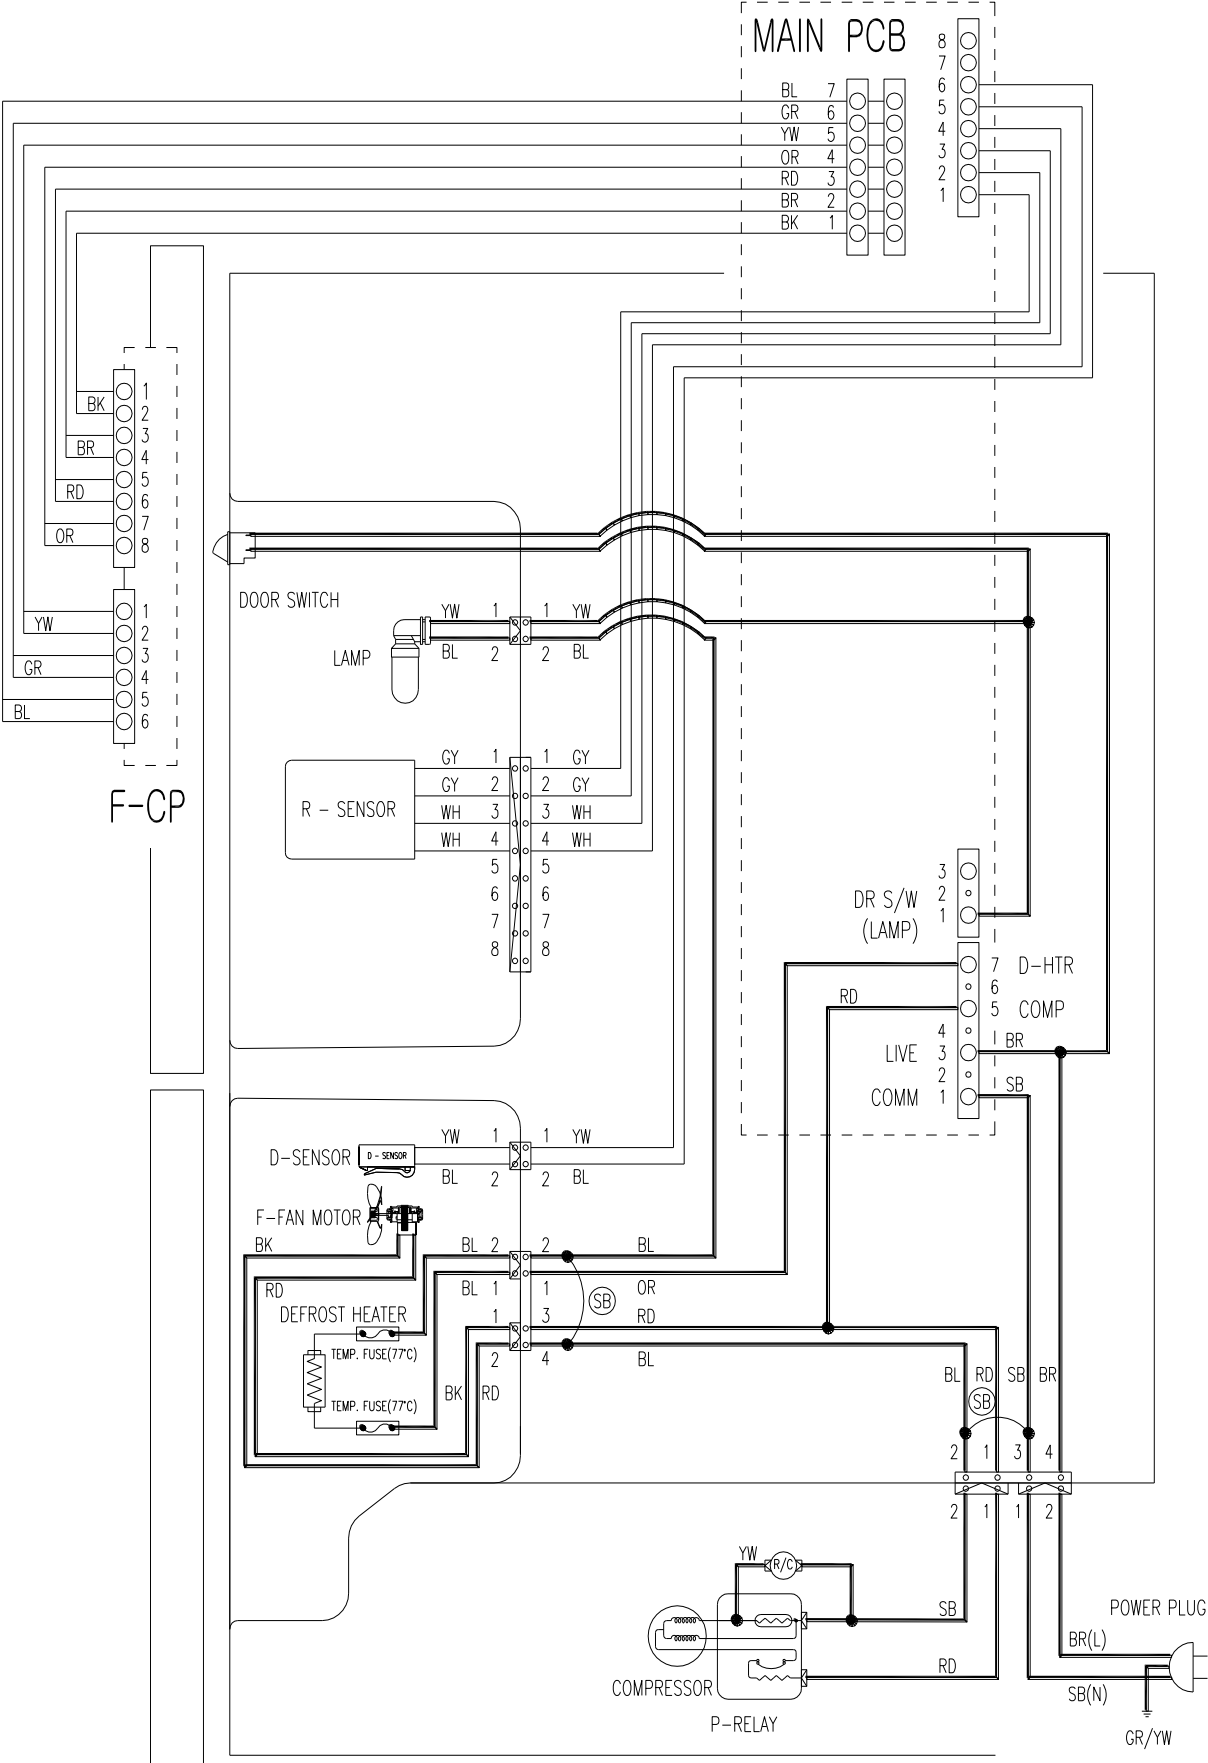 MAIN PCB
8
7
6
5
4
3
2
1
BL 7
GR 6
YW 5
OR 4
RD 3
BR 2
BK 1
1
BK 2
3
BR 4
5
RD 6
7
OR 8
1
YW 2
3
GR 4
5
BL 6
F-CP
DOOR SWITCH
YW 1 1 YW
LAMP
BL 2 2 BL
GY 1 1 GY
GY 2 2 GY
R - SENSOR
WH 3 3 WH
WH 4 4 WH
5 5
6 6
7 7
8 8
DR S/W
(LAMP)
3
2
1
7 D-HTR
6
RD
5 COMP
4
LIVE 3 BR
2
COMM 1 SB
YW 1 1 YW
D-SENSOR D - SENSOR
BL 2 2 BL
F-FAN MOTOR
BK BL 2 2 BL
RD BL 1 1 OR
SB
DEFROST HEATER 1 3 RD
TEMP. FUSE(77°C) 2 4 BL
BK RD
TEMP. FUSE(77°C)
BL RD SB BR
SB
2 1 3 4
2 1 1 2
YW R/C
SB
POWER PLUG
BR(L)
RD
COMPRESSOR
SB(N)
P-RELAY
GR/YW